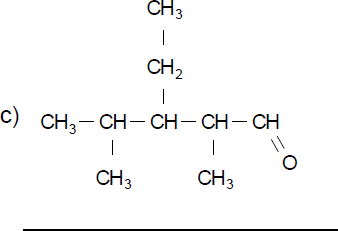 CH₃
CH₂
c) CH₃ – CH – CH – CH – CH
O
CH₃ CH₃